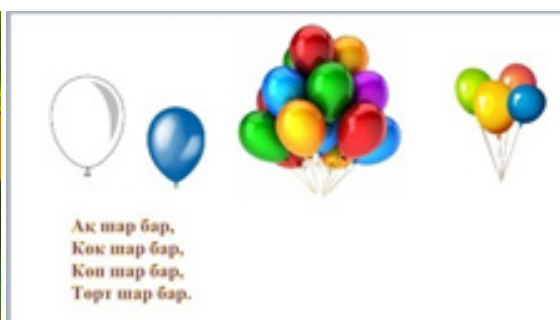 Ақ шар бар,
Көк шар бар,
Көп шар бар,
Төрт шар бар.